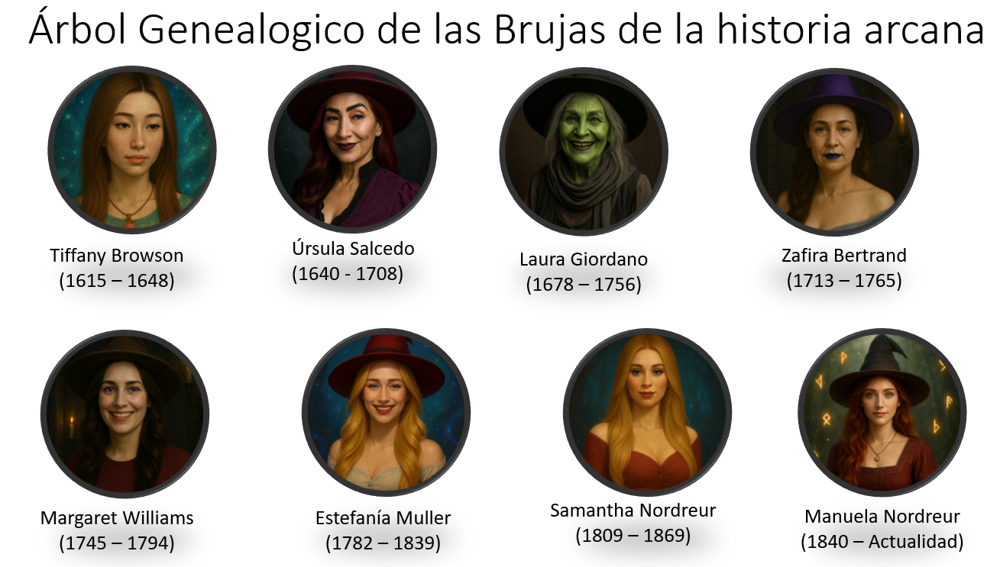 Árbol Genealogico de las Brujas de la historia arcana
Tiffany Browson
(1615 – 1648)
Úrsula Salcedo
(1640 - 1708)
Laura Giordano
(1678 – 1756)
Zafira Bertrand
(1713 – 1765)
Margaret Williams
(1745 – 1794)
Estefanía Muller
(1782 – 1839)
Samantha Nordreur
(1809 – 1869)
Manuela Nordreur
(1840 – Actualidad)